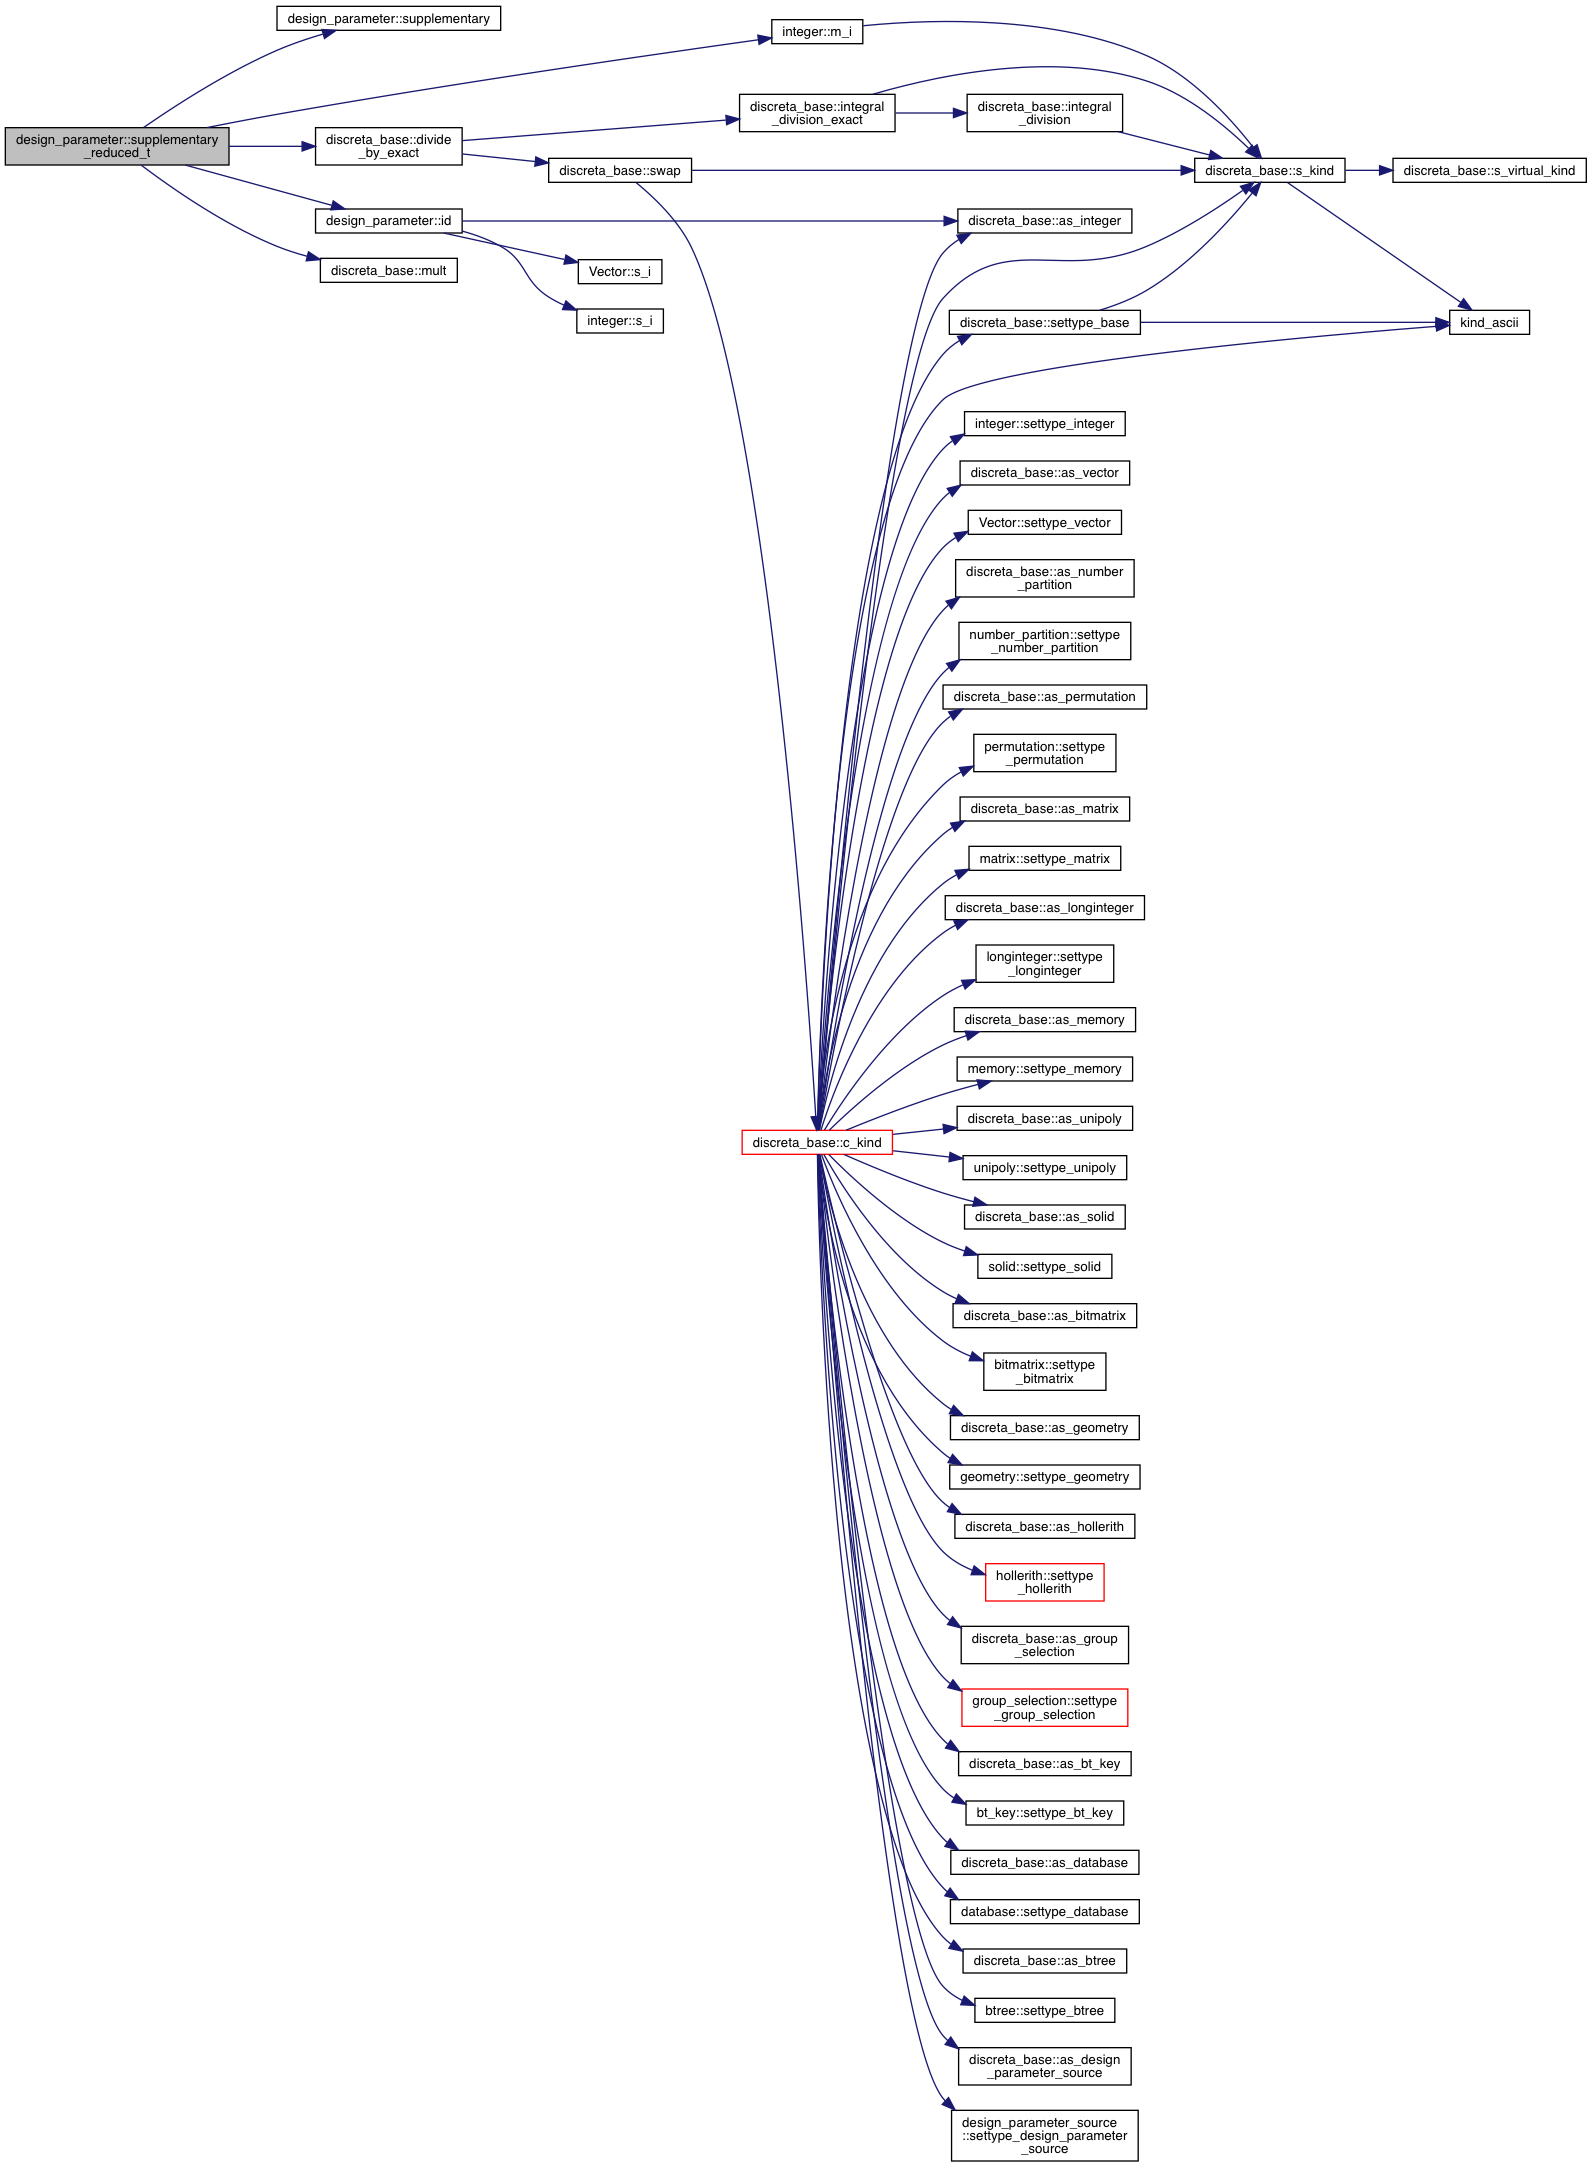 design_parameter::supplementary
_reduced_t
design_parameter::supplementary
integer::m_i
discreta_base::divide
_by_exact
discreta_base::integral
_division_exact
discreta_base::integral
_division
discreta_base::swap
discreta_base::s_kind
discreta_base::s_virtual_kind
design_parameter::id
discreta_base::as_integer
discreta_base::mult
Vector::s_i
integer::s_i
discreta_base::settype_base
kind_ascii
integer::settype_integer
discreta_base::as_vector
Vector::settype_vector
discreta_base::as_number
_partition
number_partition::settype
_number_partition
discreta_base::as_permutation
permutation::settype
_permutation
discreta_base::as_matrix
matrix::settype_matrix
discreta_base::as_longinteger
longinteger::settype
_longinteger
discreta_base::as_memory
memory::settype_memory
discreta_base::as_unipoly
discreta_base::c_kind
unipoly::settype_unipoly
discreta_base::as_solid
solid::settype_solid
discreta_base::as_bitmatrix
bitmatrix::settype
_bitmatrix
discreta_base::as_geometry
geometry::settype_geometry
discreta_base::as_hollerith
hollerith::settype
_hollerith
discreta_base::as_group
_selection
group_selection::settype
_group_selection
discreta_base::as_bt_key
bt_key::settype_bt_key
discreta_base::as_database
database::settype_database
discreta_base::as_btree
btree::settype_btree
discreta_base::as_design
_parameter_source
design_parameter_source
::settype_design_parameter
_source